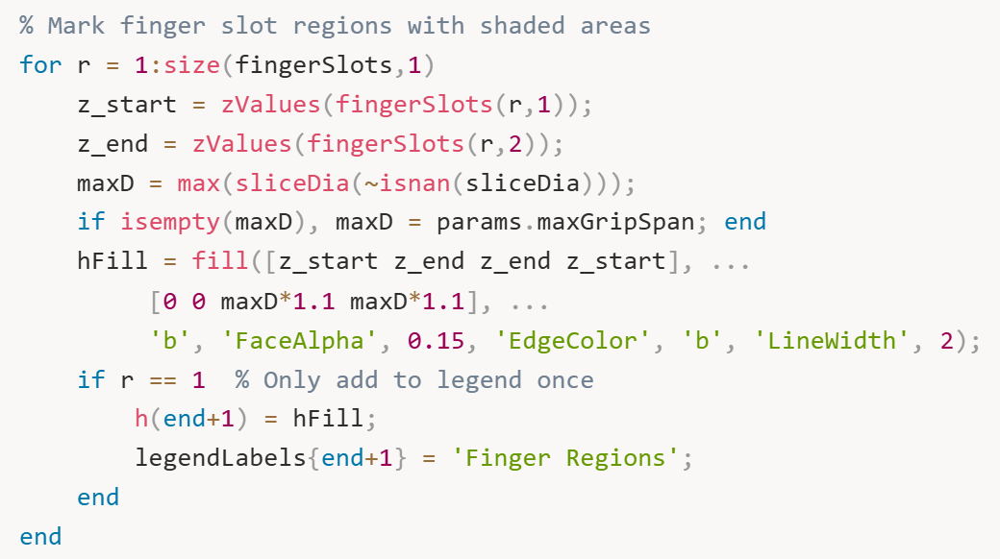 % Mark finger slot regions with shaded areas
for r = 1:size(fingerSlots,1)
    z_start = zValues(fingerSlots(r,1));
    z_end = zValues(fingerSlots(r,2));
    maxD = max(sliceDia(~isnan(sliceDia)));
    if isempty(maxD), maxD = params.maxGripSpan; end
    hFill = fill([z_start z_end z_end z_start], ...
         [0 0 maxD*1.1 maxD*1.1], ...
         'b', 'FaceAlpha', 0.15, 'EdgeColor', 'b', 'LineWidth', 2);
    if r == 1  % Only add to legend once
        h(end+1) = hFill;
        legendLabels{end+1} = 'Finger Regions';
    end
end